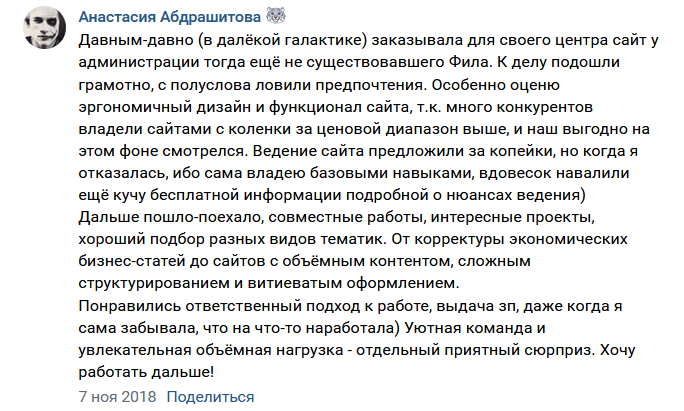 Анастасия Абдрашитова 🐯
Давным-давно (в далёкой галактике) заказывала для своего центра сайт у
администрации тогда ещё не существовавшего Фила. К делу подошли
грамотно, с полуслова ловили предпочтения. Особенно оценю
эргономичный дизайн и функционал сайта, т.к. много конкурентов
владели сайтами с коленки за ценовой диапазон выше, и наш выгодно на
этом фоне смотрелся. Ведение сайта предложили за копейки, но когда я
отказалась, ибо сама владею базовыми навыками, вдовесок навалили
ещё кучу бесплатной информации подробной о нюансах ведения)
Дальше пошло-поехало, совместные работы, интересные проекты,
хороший подбор разных видов тематик. От корректуры экономических
бизнес-статей до сайтов с объёмным контентом, сложным
структурированием и витиеватым оформлением.
Понравились ответственный подход к работе, выдача зп, даже когда я
сама забывала, что на что-то наработала) Уютная команда и
увлекательная объёмная нагрузка - отдельный приятный сюрприз. Хочу
работать дальше!
7 ноя 2018 Поделиться